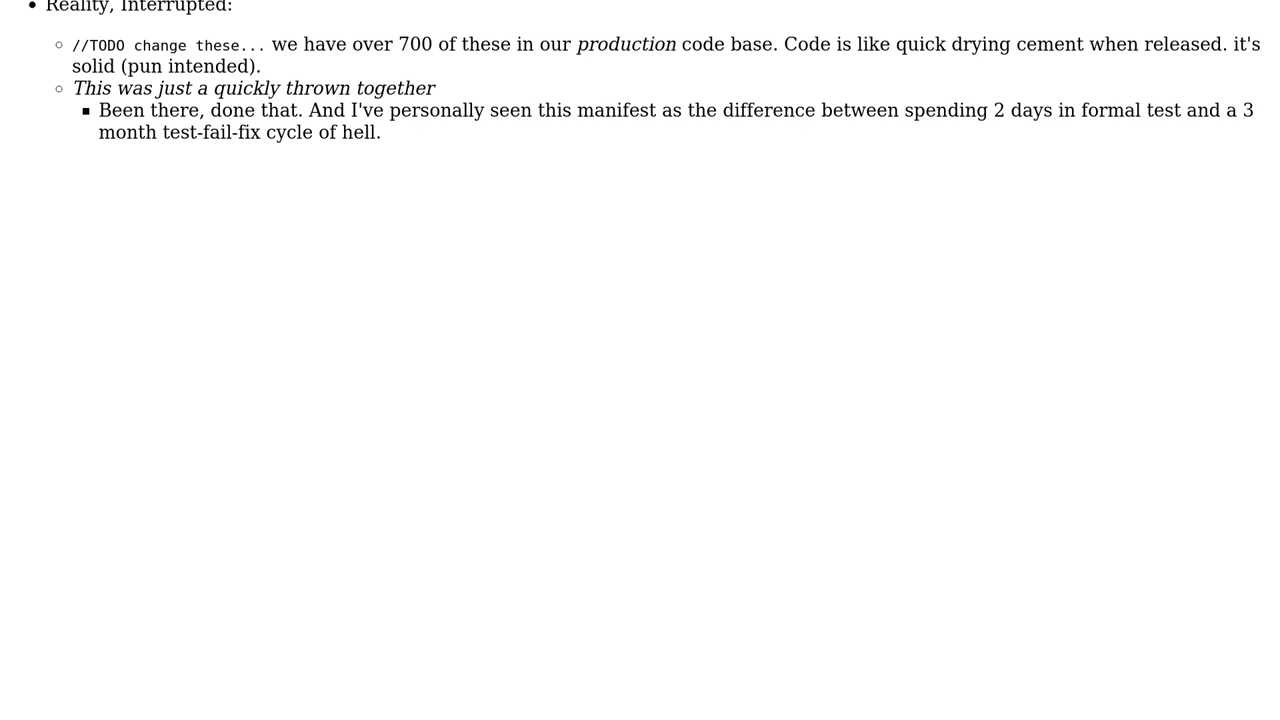 Reality, Interrupted:
//TODO change these... we have over 700 of these in our production code base. Code is like quick drying cement when released. it's
solid (pun intended).
This was just a quickly thrown together
Been there, done that. And I've personally seen this manifest as the difference between spending 2 days in formal test and a 3
month test-fail-fix cycle of hell.